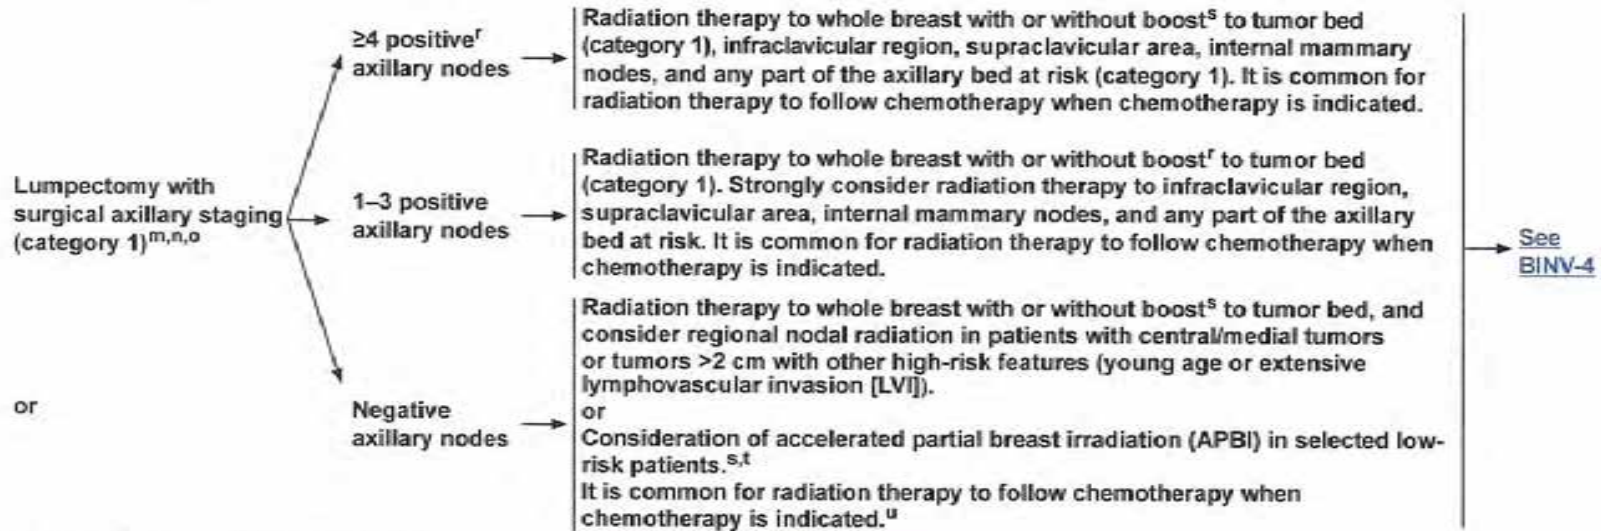 ≥4 positiveʳ
axillary nodes
Radiation therapy to whole breast with or without boostˢ to tumor bed
(category 1), infraclavicular region, supraclavicular area, internal mammary
nodes, and any part of the axillary bed at risk (category 1). It is common for
radiation therapy to follow chemotherapy when chemotherapy is indicated.
Lumpectomy with
surgical axillary staging
(category 1)ᵐ,ⁿ,ᵒ
1–3 positive
axillary nodes
Radiation therapy to whole breast with or without boostʳ to tumor bed
(category 1). Strongly consider radiation therapy to infraclavicular region,
supraclavicular area, internal mammary nodes, and any part of the axillary
bed at risk. It is common for radiation therapy to follow chemotherapy when
chemotherapy is indicated.
See
BINV-4
or
Negative
axillary nodes
Radiation therapy to whole breast with or without boostˢ to tumor bed, and
consider regional nodal radiation in patients with central/medial tumors
or tumors >2 cm with other high-risk features (young age or extensive
lymphovascular invasion [LVI]).
or
Consideration of accelerated partial breast irradiation (APBI) in selected low-
risk patients.ˢ,ᵗ
It is common for radiation therapy to follow chemotherapy when
chemotherapy is indicated.ᵘ